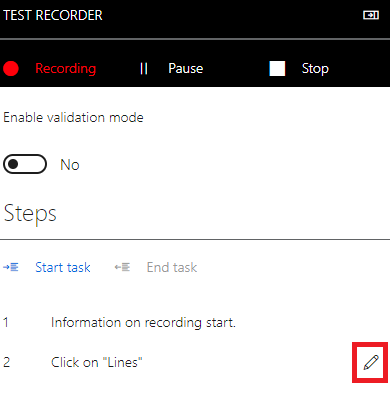 TEST RECORDER
Recording Pause Stop
Enable validation mode
No
Steps
Start task End task
1 Information on recording start.
2 Click on "Lines"